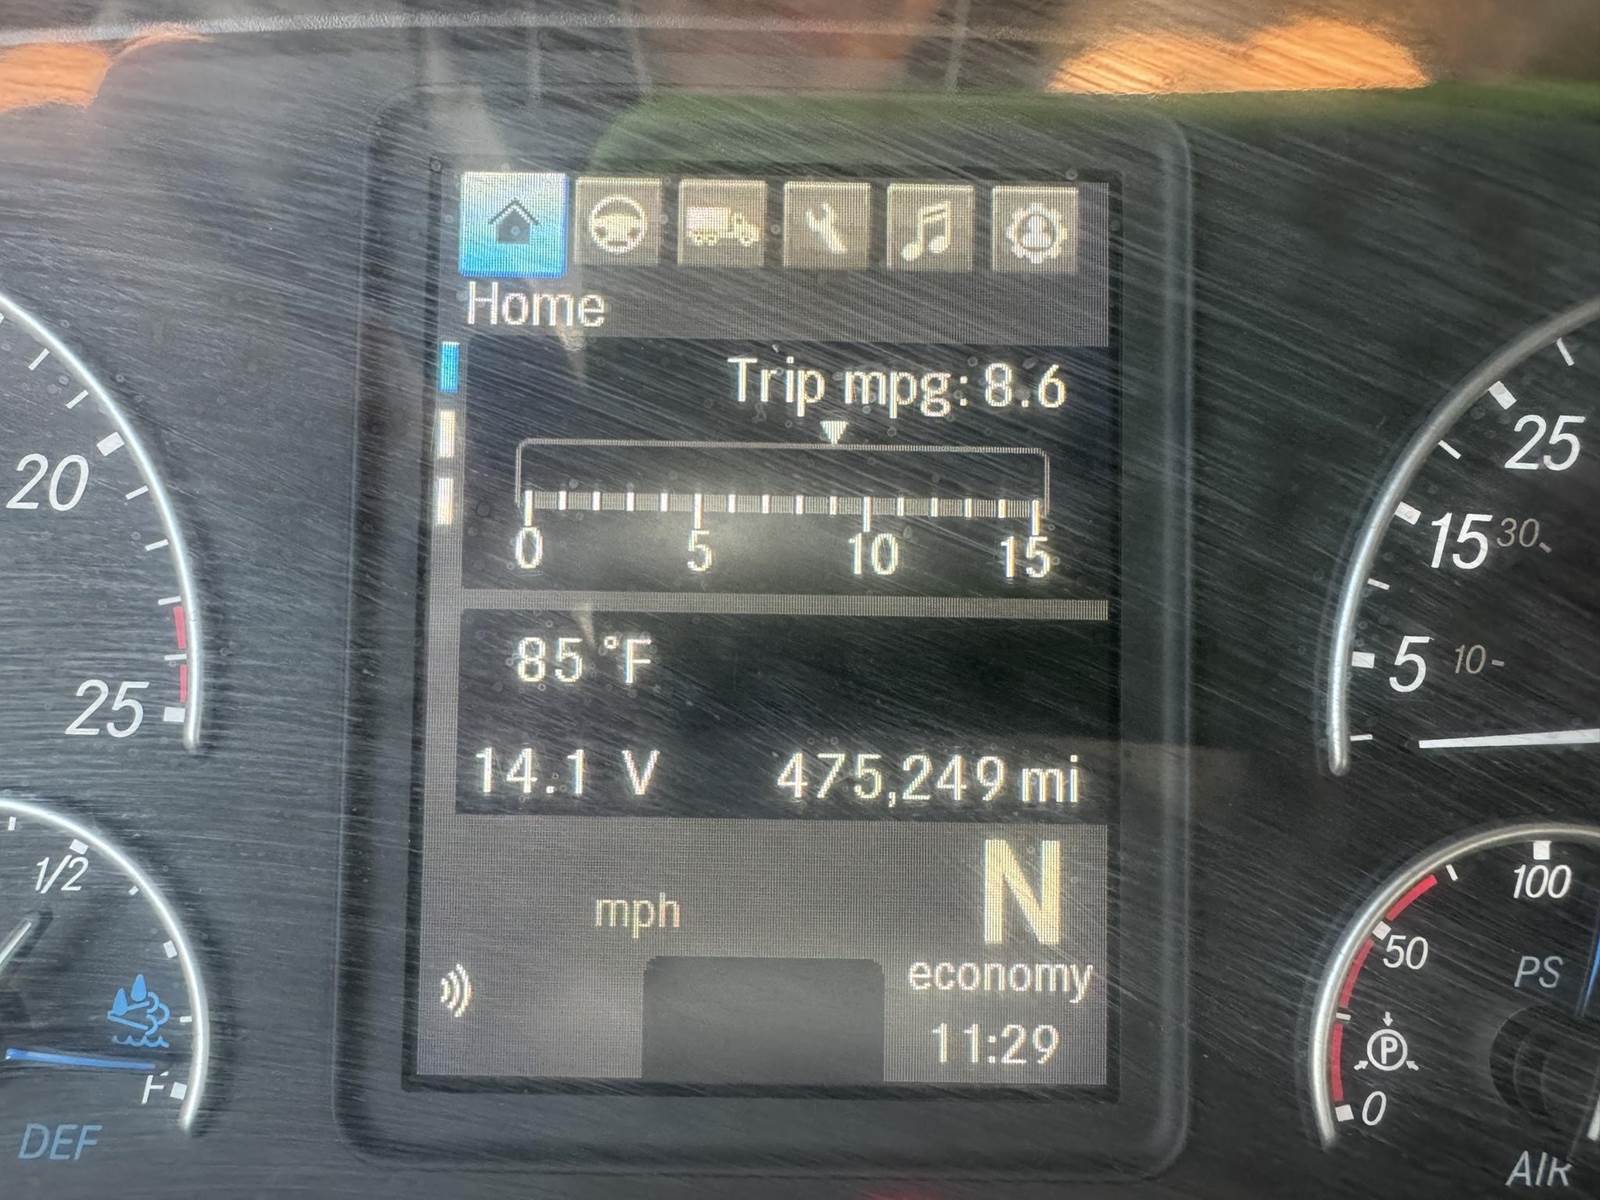 Home
Trip mpg: 8.6
0 5 10 15
85 °F
14.1 V 475,249 mi
N
mph
economy
11:29
20
25
1/2
F
DEF
25
15 30
5 10
100
50
PS
P
0
AIR